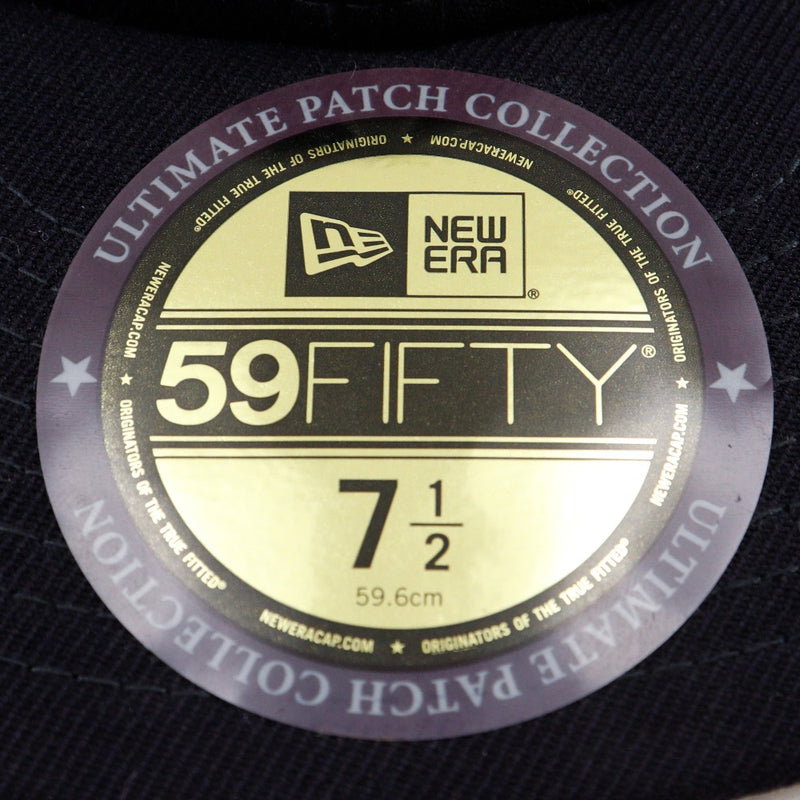 ULTIMATE PATCH COLLECTION
ORIGINATORS OF THE TRUE FITTED® ★ NEWERACAP.COM
NE
NEW
ERA
®
59FIFTY®
7 1/2
59.6cm
NEWERACAP.COM ★ ORIGINATORS OF THE TRUE FITTED®
NEWERACAP.COM ★ ORIGINATORS OF THE TRUE FITTED®
NEWERACAP.COM ★ ORIGINATORS OF THE TRUE FITTED®
ULTIMATE PATCH COLLECTION